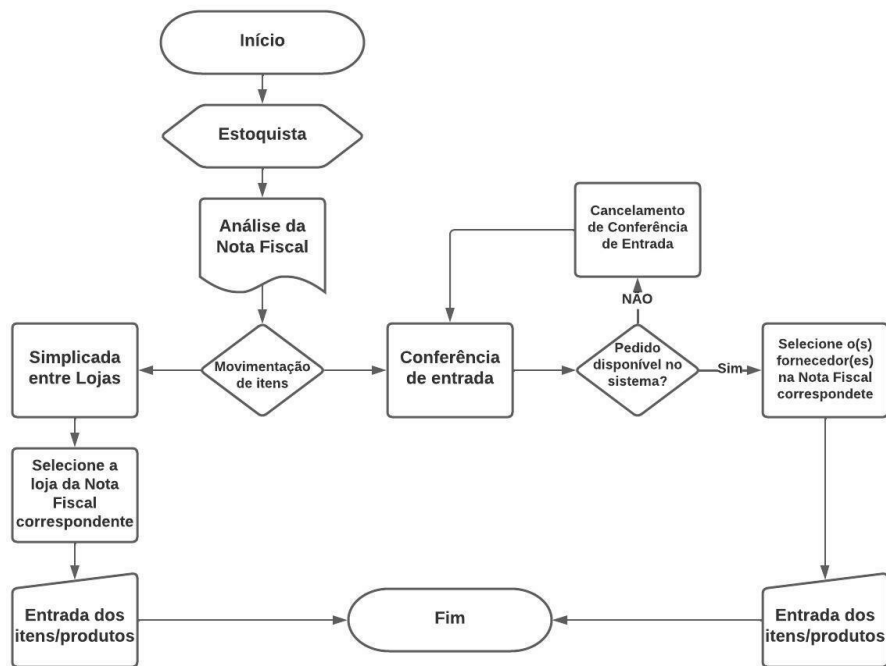 Início
Estoquista
Análise da
Nota Fiscal
Cancelamento
de Conferência
de Entrada
NÃO
Simplicada
entre Lojas
Movimentação
de itens
Conferência
de entrada
Pedido
disponível no
sistema?
Sim
Selecione o(s)
fornecedor(es)
na Nota Fiscal
correspondete
Selecione a
loja da Nota
Fiscal
correspondente
Entrada dos
itens/produtos
Fim
Entrada dos
itens/produtos